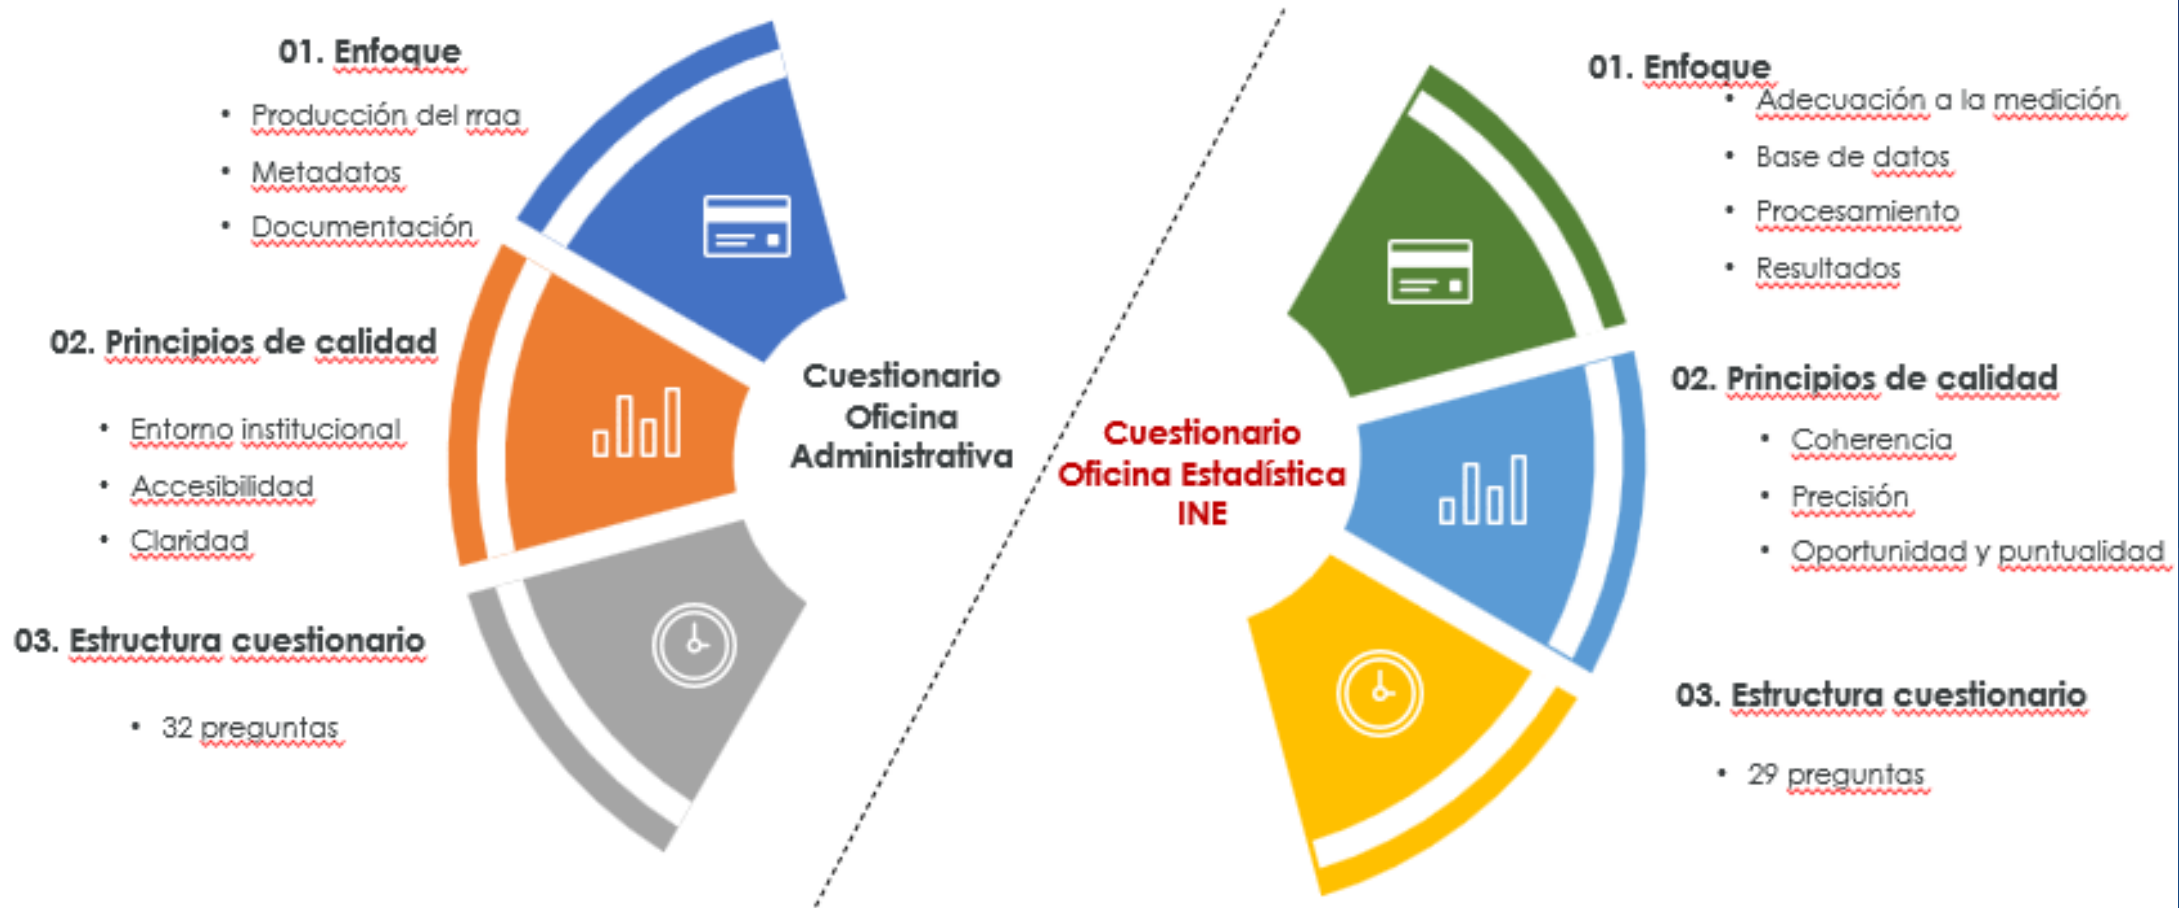 01. Enfoque
• Producción del rraa
• Metadatos
• Documentación
02. Principios de calidad
• Entorno institucional
• Accesibilidad
• Claridad
03. Estructura cuestionario
• 32 preguntas
Cuestionario
Oficina
Administrativa
Cuestionario
Oficina Estadística
INE
01. Enfoque
• Adecuación a la medición
• Base de datos
• Procesamiento
• Resultados
02. Principios de calidad
• Coherencia
• Precisión
• Oportunidad y puntualidad
03. Estructura cuestionario
• 29 preguntas